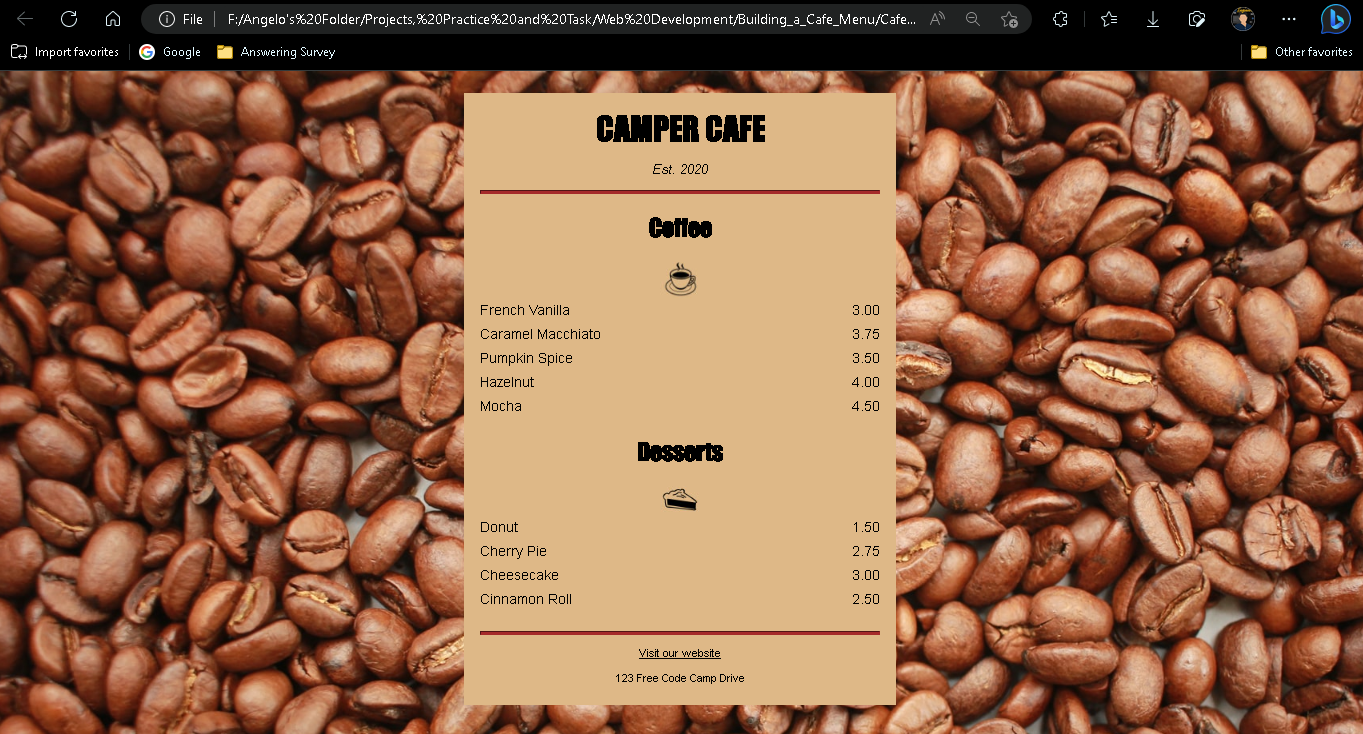 File F:/Angelo's%20Folder/Projects,%20Practice%20and%20Task/Web%20Development/Building_a_Cafe_Menu/Cafe...
Import favorites Google Answering Survey Other favorites
CAMPER CAFE
Est. 2020
Coffee
French Vanilla 3.00
Caramel Macchiato 3.75
Pumpkin Spice 3.50
Hazelnut 4.00
Mocha 4.50
Desserts
Donut 1.50
Cherry Pie 2.75
Cheesecake 3.00
Cinnamon Roll 2.50
Visit our website
123 Free Code Camp Drive